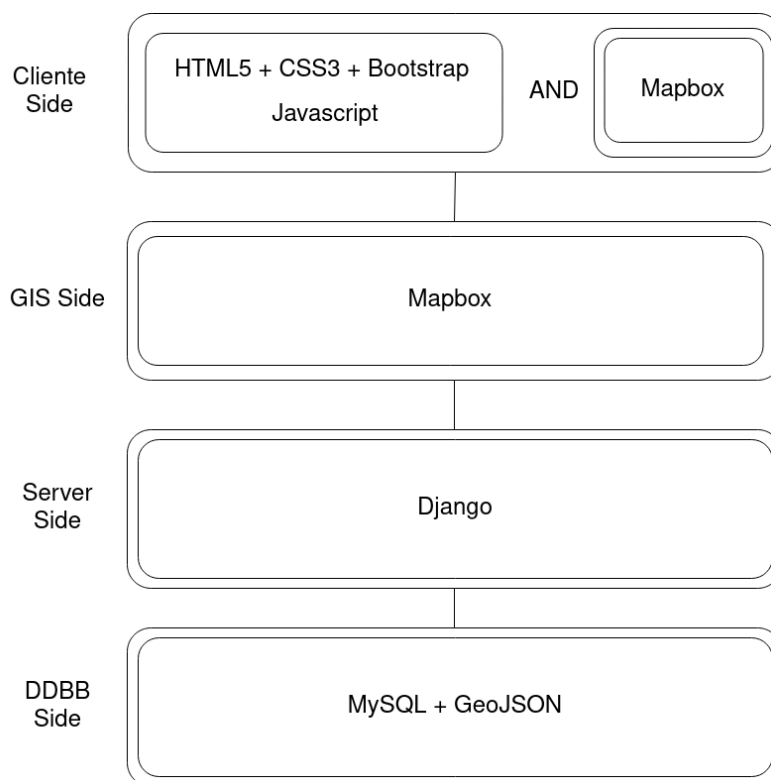 Cliente
Side
HTML5 + CSS3 + Bootstrap
Javascript
AND
Mapbox
GIS Side
Mapbox
Server
Side
Django
DDBB
Side
MySQL + GeoJSON